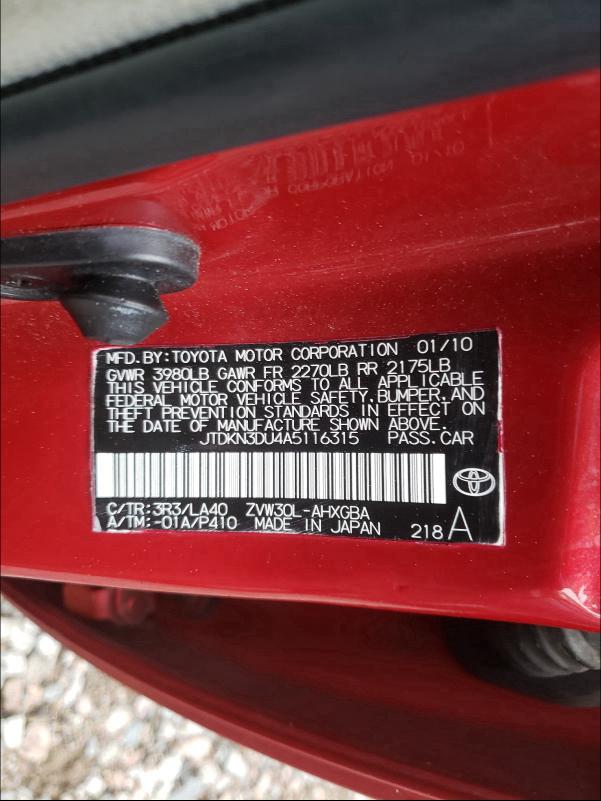 MFD.BY:TOYOTA MOTOR CORPORATION 01/10
GVWR 3980LB GAWR FR 2270LB RR 2175LB
THIS VEHICLE CONFORMS TO ALL APPLICABLE
FEDERAL MOTOR VEHICLE SAFETY, BUMPER, AND
THEFT PREVENTION STANDARDS IN EFFECT ON
THE DATE OF MANUFACTURE SHOWN ABOVE.
JTDKN3DU4A5116315 PASS.CAR
C/TR:3R3/LA40 ZVW30L-AHXGBA
A/TM:-01A/P410 MADE IN JAPAN 218 A